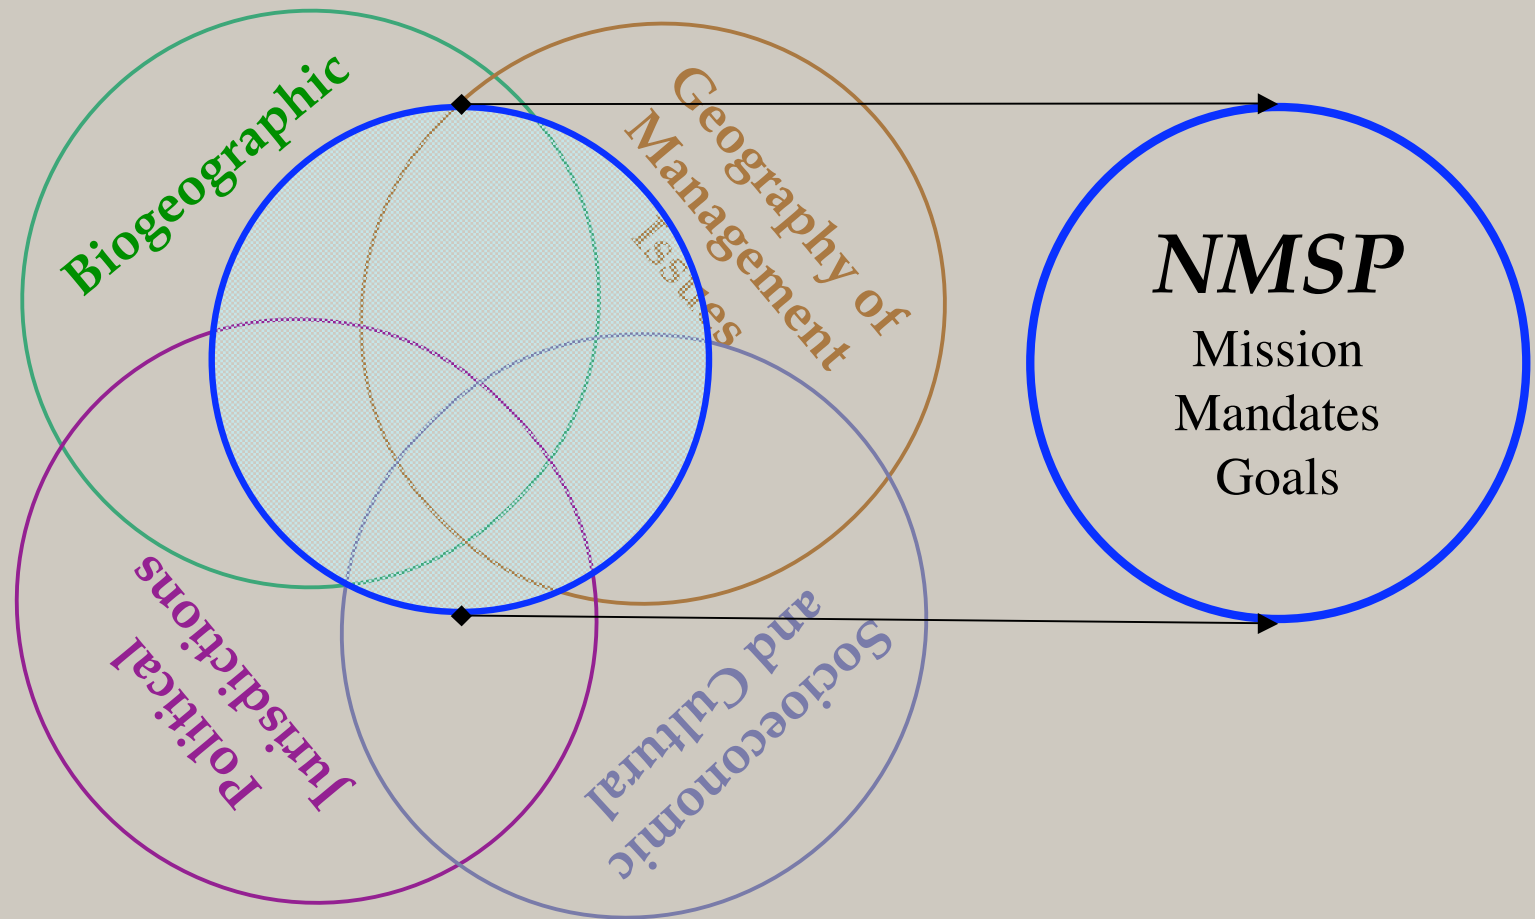 Biogeographic
Geography of
Management
Issues
NMSP
Mission
Mandates
Goals
Political
Jurisdictions
Socioeconomic
and Cultural